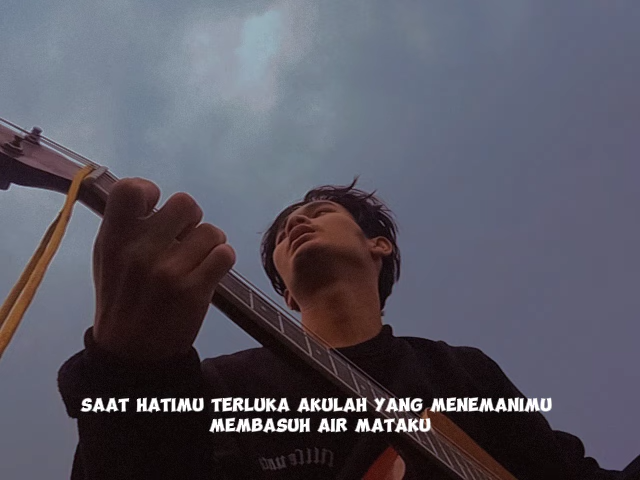 SAAT HATIMU TERLUKA AKULAH YANG MENEMANIMU
MEMBASUH AIR MATAKU